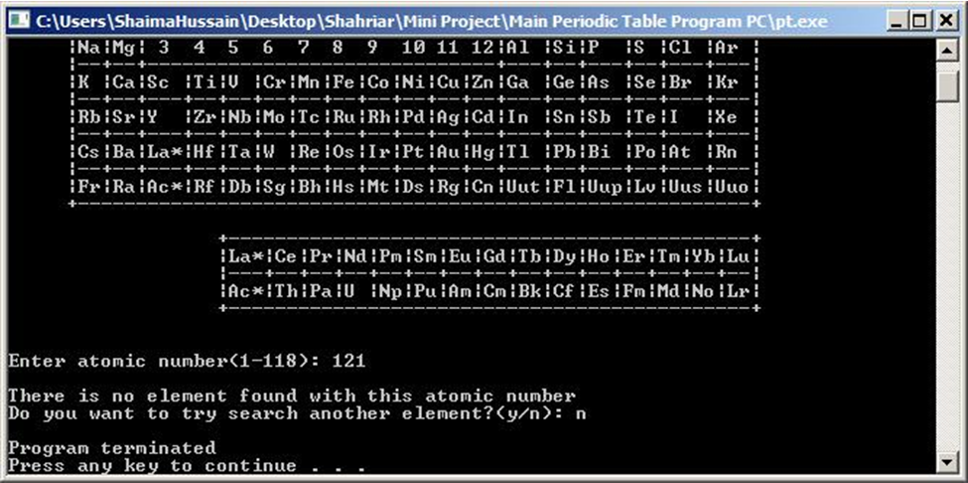 C:\Users\ShaimaHussain\Desktop\Shahriar\Mini Project\Main Periodic Table Program PC\pt.exe
¦Na¦Mg¦ 3  4  5  6  7  8  9  10 11 12¦Al ¦Si¦P  ¦S ¦Cl ¦Ar ¦
¦--+--+------------------------------+---+--+---+--+---+---¦
¦K ¦Ca¦Sc ¦Ti¦V ¦Cr¦Mn¦Fe¦Co¦Ni¦Cu¦Zn¦Ga ¦Ge¦As ¦Se¦Br ¦Kr ¦
¦--+--+---+--+--+--+--+--+--+--+--+--+---+--+---+--+---+---¦
¦Rb¦Sr¦Y  ¦Zr¦Nb¦Mo¦Tc¦Ru¦Rh¦Pd¦Ag¦Cd¦In ¦Sn¦Sb ¦Te¦I  ¦Xe ¦
¦--+--+---+--+--+--+--+--+--+--+--+--+---+--+---+--+---+---¦
¦Cs¦Ba¦La*¦Hf¦Ta¦W ¦Re¦Os¦Ir¦Pt¦Au¦Hg¦Tl ¦Pb¦Bi ¦Po¦At ¦Rn ¦
¦--+--+---+--+--+--+--+--+--+--+--+--+---+--+---+--+---+---¦
¦Fr¦Ra¦Ac*¦Rf¦Db¦Sg¦Bh¦Hs¦Mt¦Ds¦Rg¦Cn¦Uut¦Fl¦Uup¦Lv¦Uus¦Uuo¦
+----------------------------------------------------------+
+---------------------------------------------+
¦La*¦Ce¦Pr¦Nd¦Pm¦Sm¦Eu¦Gd¦Tb¦Dy¦Ho¦Er¦Tm¦Yb¦Lu¦
¦---+--+--+--+--+--+--+--+--+--+--+--+--+--+--¦
¦Ac*¦Th¦Pa¦U ¦Np¦Pu¦Am¦Cm¦Bk¦Cf¦Es¦Fm¦Md¦No¦Lr¦
+---------------------------------------------+
Enter atomic number(1-118): 121
There is no element found with this atomic number
Do you want to try search another element?(y/n): n
Program terminated
Press any key to continue . . .